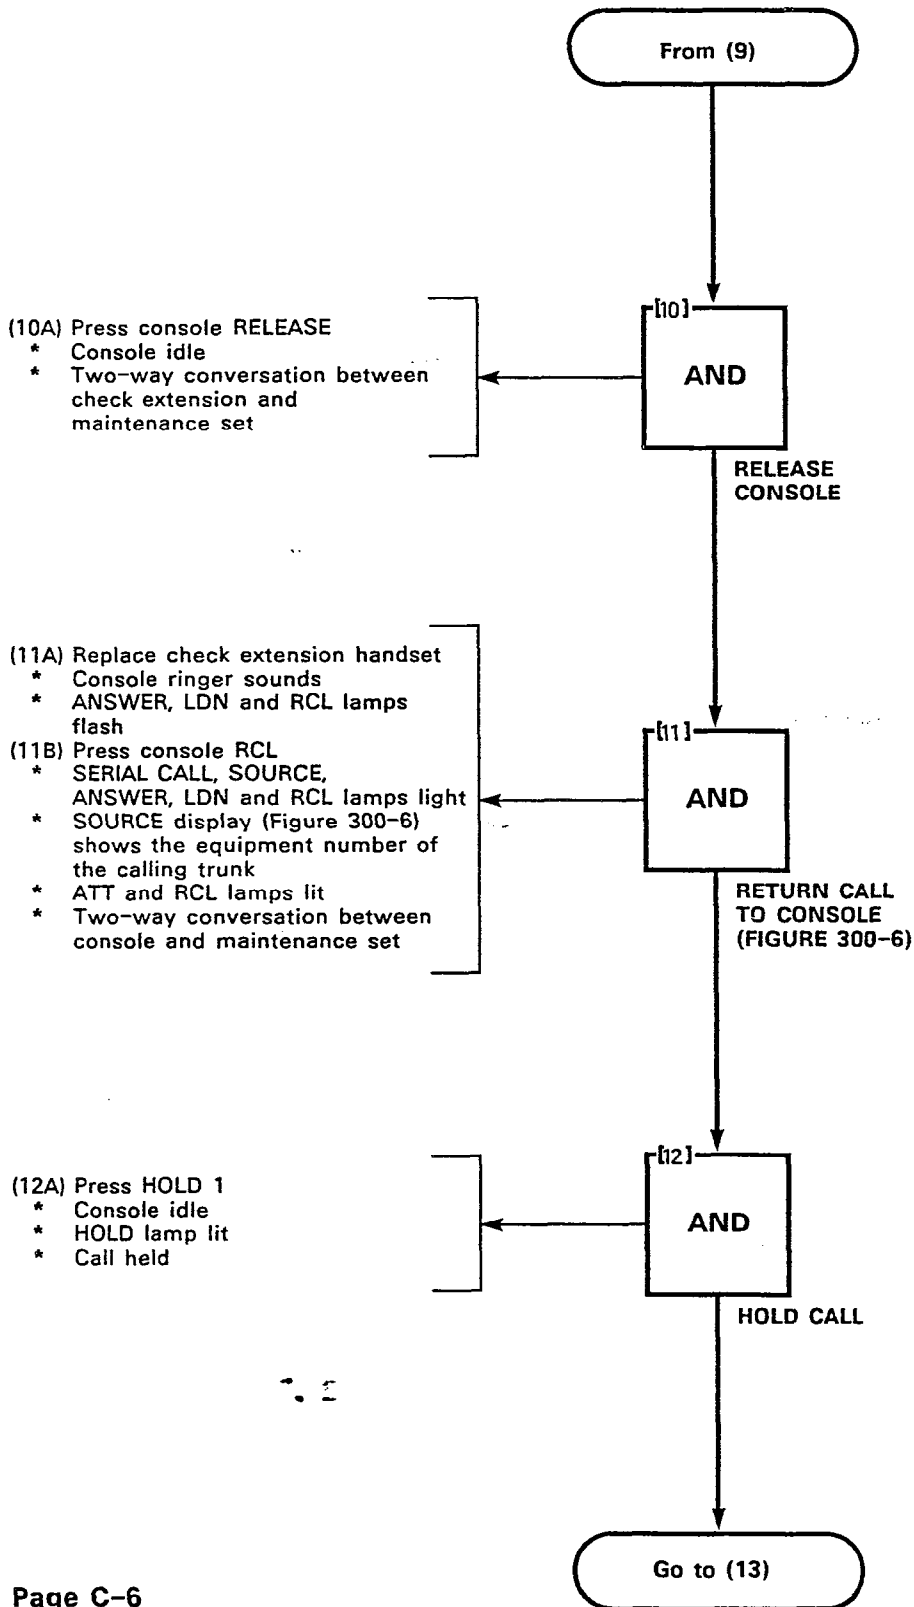 From (9)
[10]
(10A) Press console RELEASE
* Console idle
* Two-way conversation between
check extension and
maintenance set
AND
RELEASE
CONSOLE
(11A) Replace check extension handset
* Console ringer sounds
* ANSWER, LDN and RCL lamps
flash
(11B) Press console RCL
* SERIAL CALL, SOURCE,
ANSWER, LDN and RCL lamps light
* SOURCE display (Figure 300-6)
shows the equipment number of
the calling trunk
* ATT and RCL lamps lit
* Two-way conversation between
console and maintenance set
[11]
AND
RETURN CALL
TO CONSOLE
(FIGURE 300-6)
(12A) Press HOLD 1
* Console idle
* HOLD lamp lit
* Call held
[12]
AND
HOLD CALL
Go to (13)
Page C-6